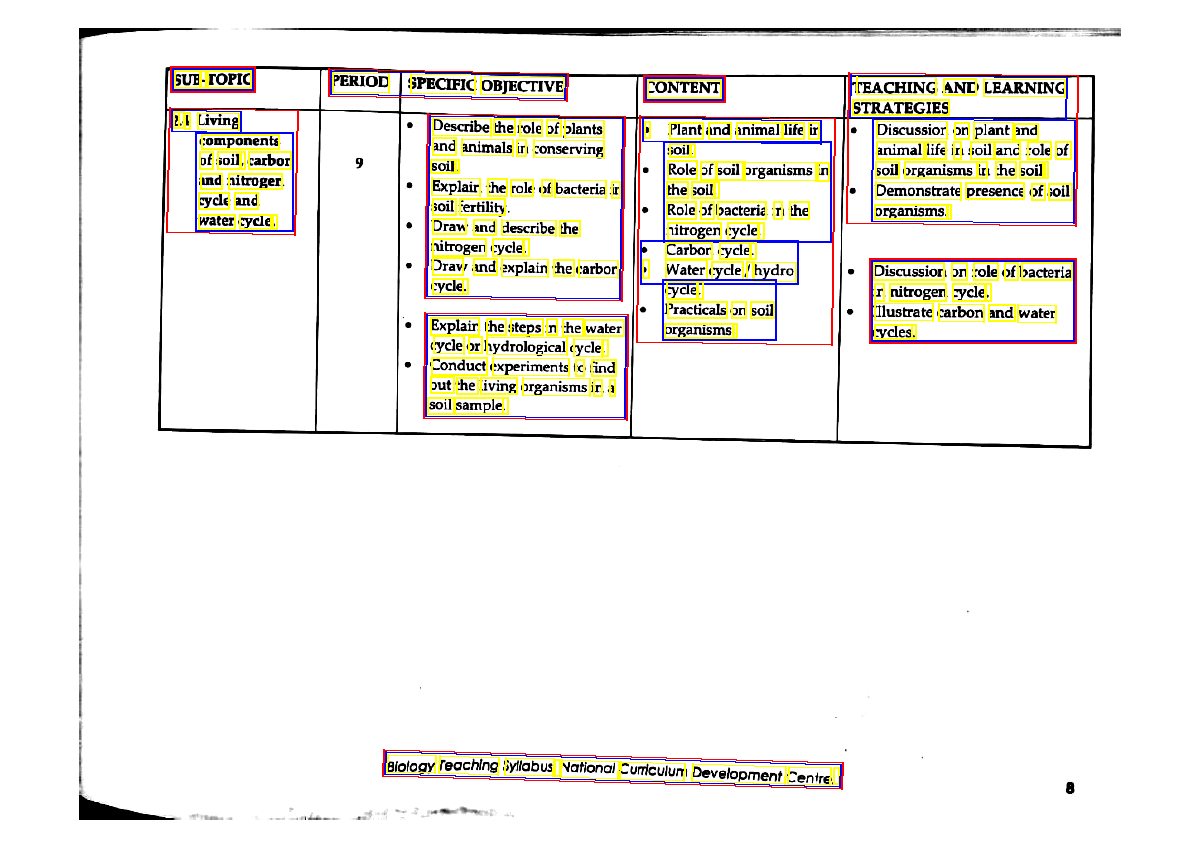 SUB-TOPIC
PERIOD
SPECIFIC OBJECTIVE
CONTENT
TEACHING AND LEARNING
STRATEGIES
2.4 Living
components
of soil, carbon
and nitrogen
cycle and
water cycle.
9
• Describe the role of plants
and animals in conserving
soil.
• Explain the role of bacteria in
soil fertility.
• Draw and describe the
nitrogen cycle.
• Draw and explain the carbon
cycle.
• Explain the steps in the water
cycle or hydrological cycle.
• Conduct experiments to find
out the living organisms in a
soil sample.
• Plant and animal life in
soil.
• Role of soil organisms in
the soil
• Role of bacteria in the
nitrogen cycle
• Carbon cycle.
• Water cycle / hydro
cycle.
• Practicals on soil
organisms
• Discussion on plant and
animal life in soil and role of
soil organisms in the soil
• Demonstrate presence of soil
organisms.
• Discussion on role of bacteria
in nitrogen cycle.
• Illustrate carbon and water
cycles.
Biology Teaching Syllabus National Curriculum Development Centre.
8